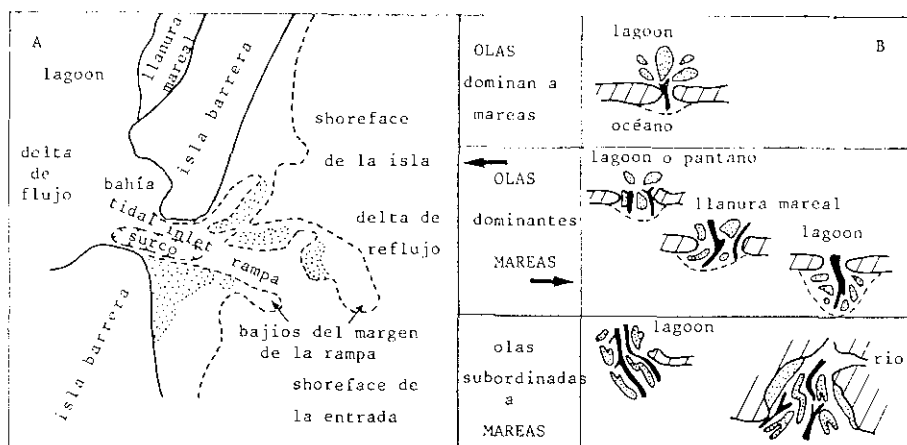 A
lagoon
llanura
mareal
isla barrera
shoreface
de la isla
delta
de
flujo
bahía
tidal inlet
surco
rampa
delta de
reflujo
bajios del margen
de la rampa
isla barrera
shoreface de
la entrada
OLAS
dominan a
mareas
lagoon
B
océano
OLAS
dominantes
MAREAS
lagoon o pantano
llanura mareal
lagoon
olas
subordinadas
a
MAREAS
lagoon
rio